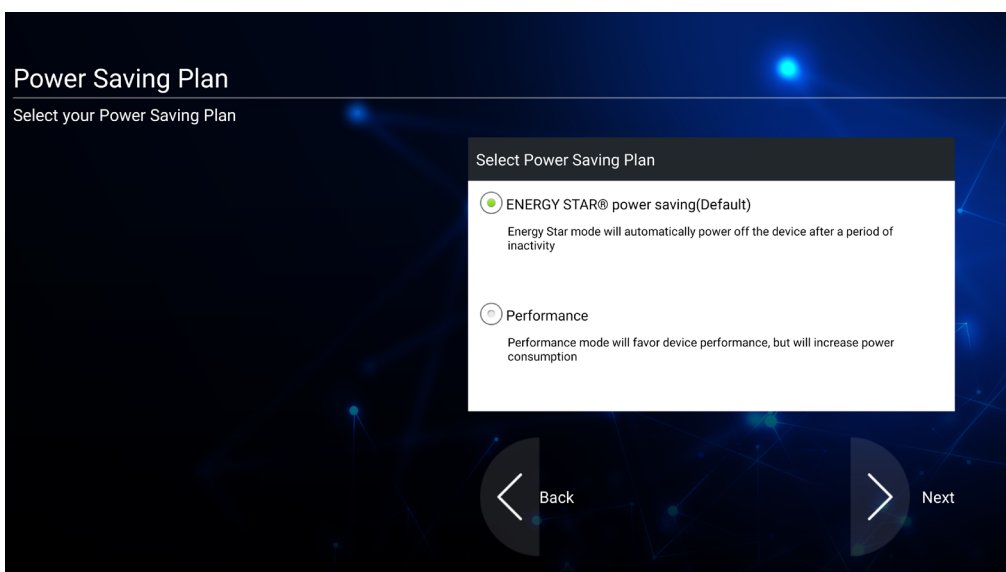 Power Saving Plan
Select your Power Saving Plan
Select Power Saving Plan
ENERGY STAR® power saving(Default)
Energy Star mode will automatically power off the device after a period of
inactivity
Performance
Performance mode will favor device performance, but will increase power
consumption
Back
Next